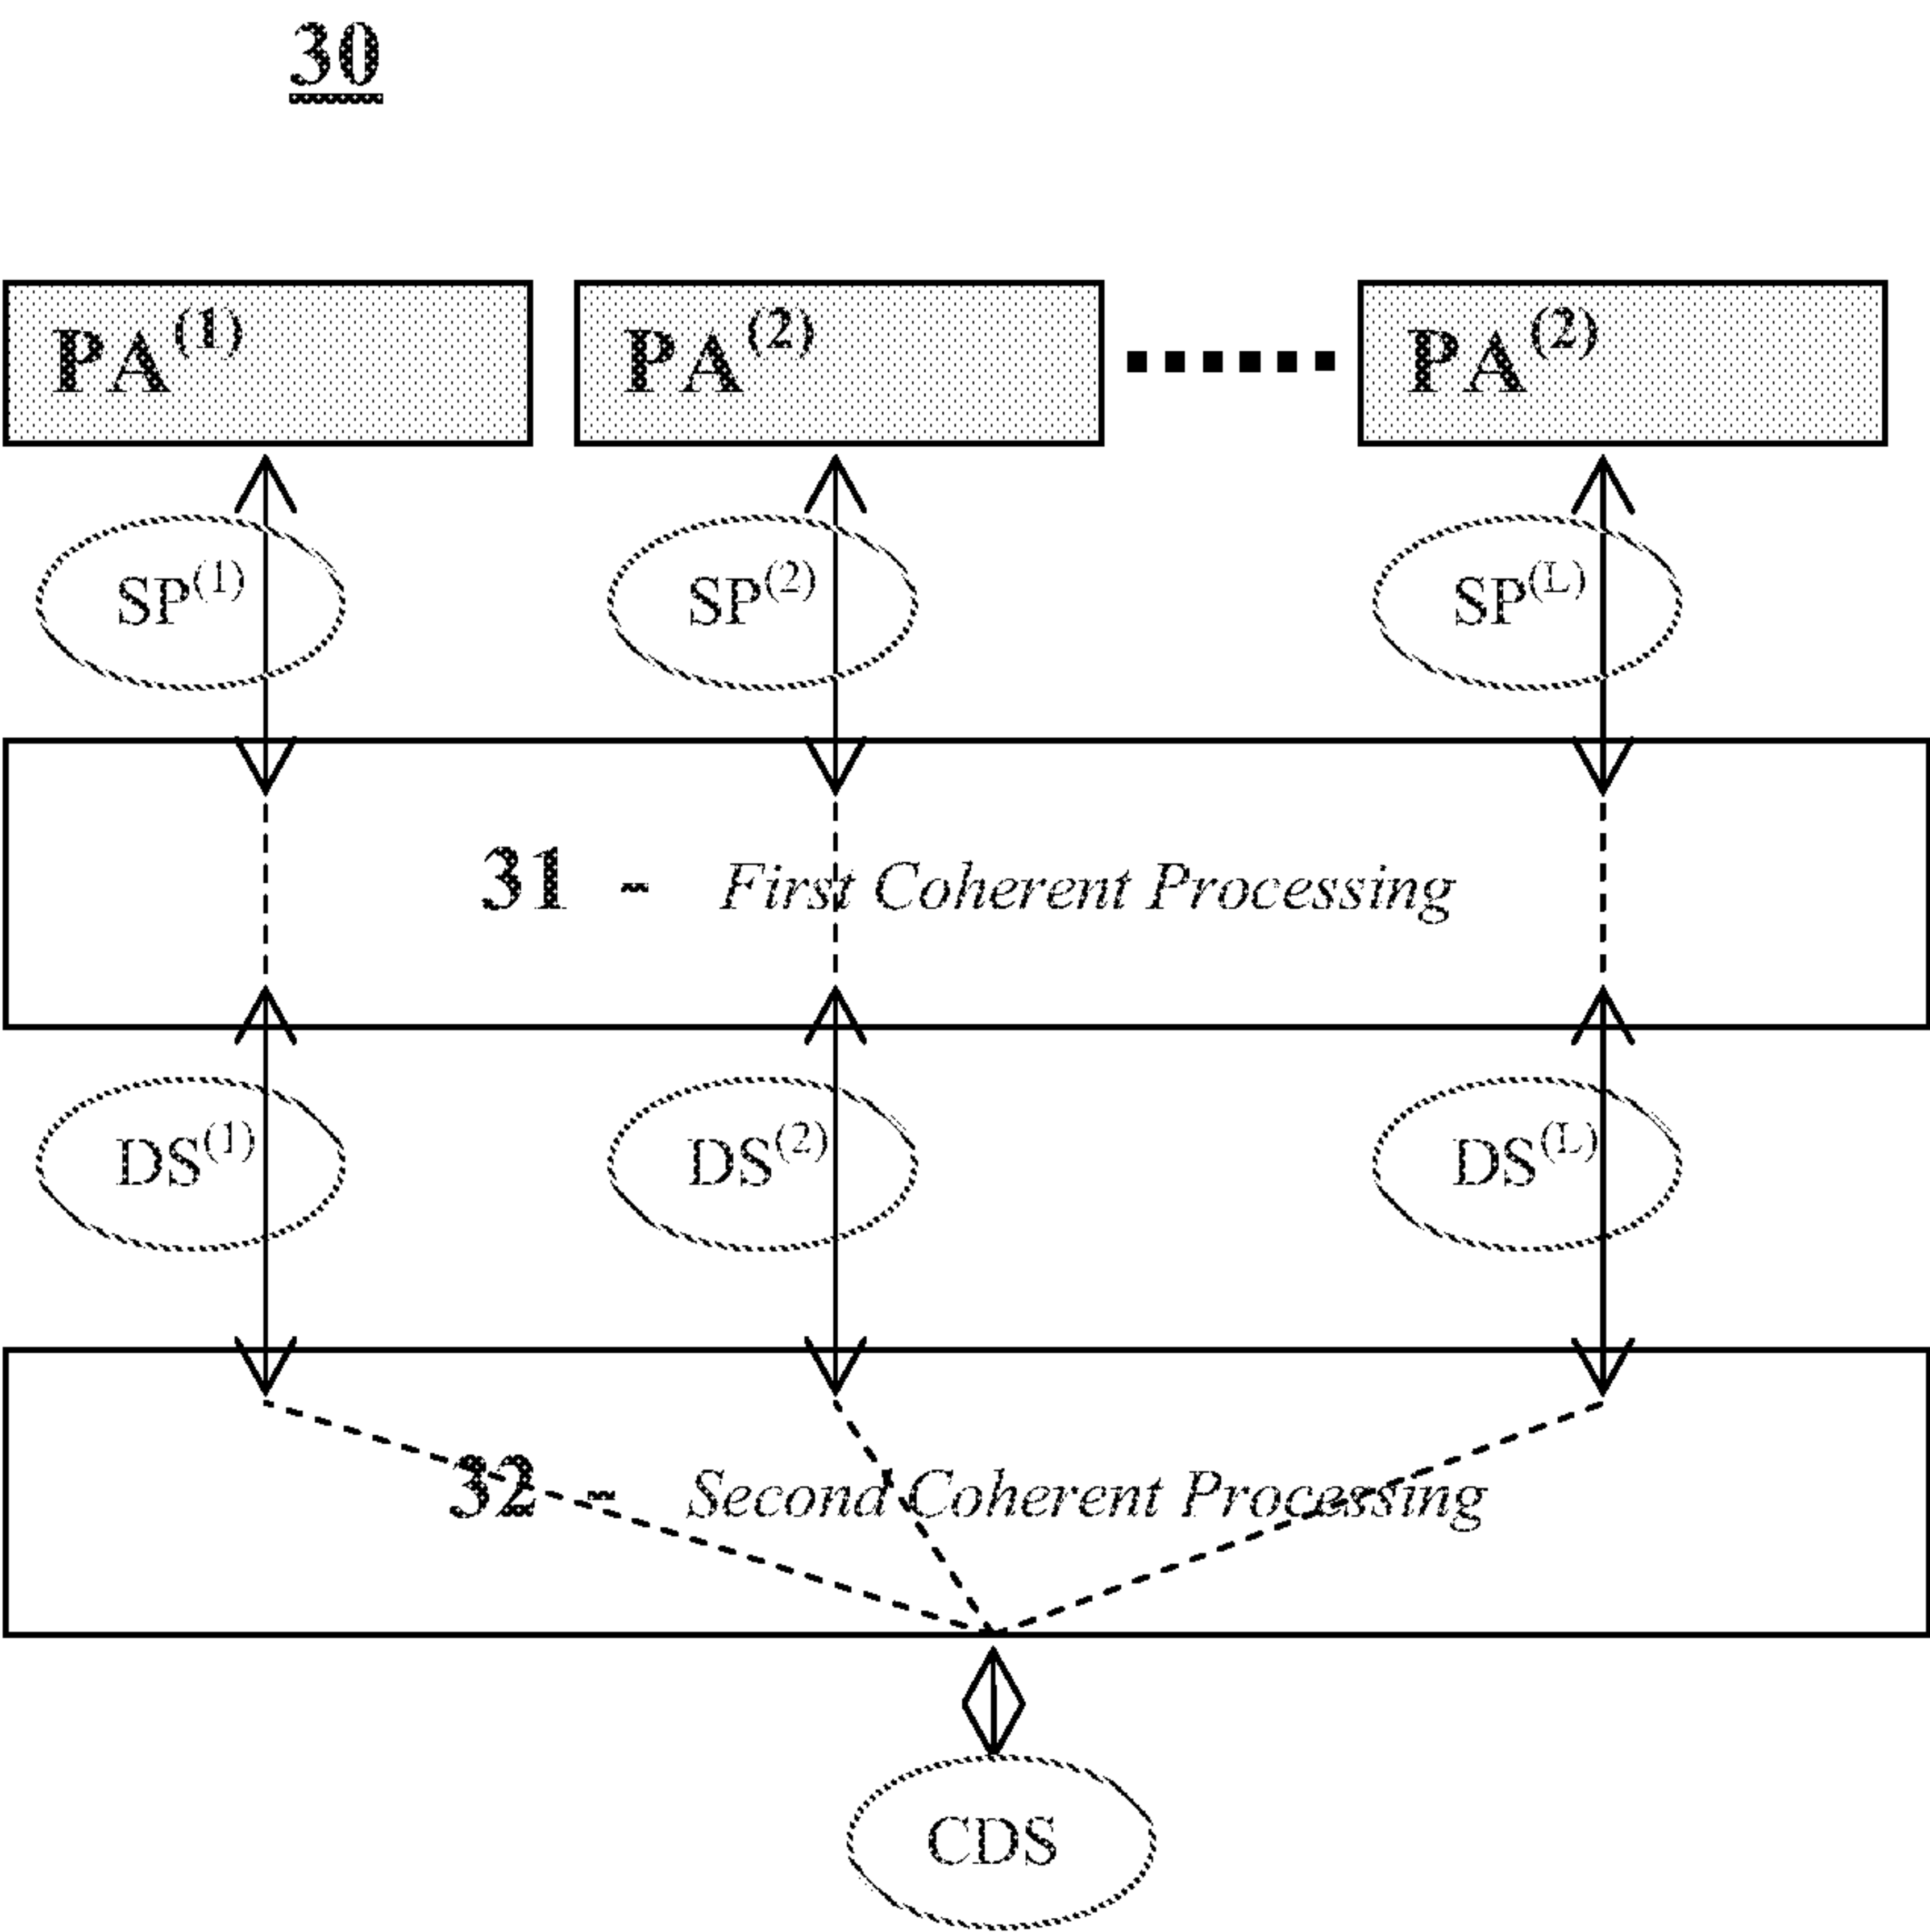 30
PA(1) PA(2) PA(2)
SP(1) SP(2) SP(L)
31 - First Coherent Processing
DS(1) DS(2) DS(L)
32 - Second Coherent Processing
CDS